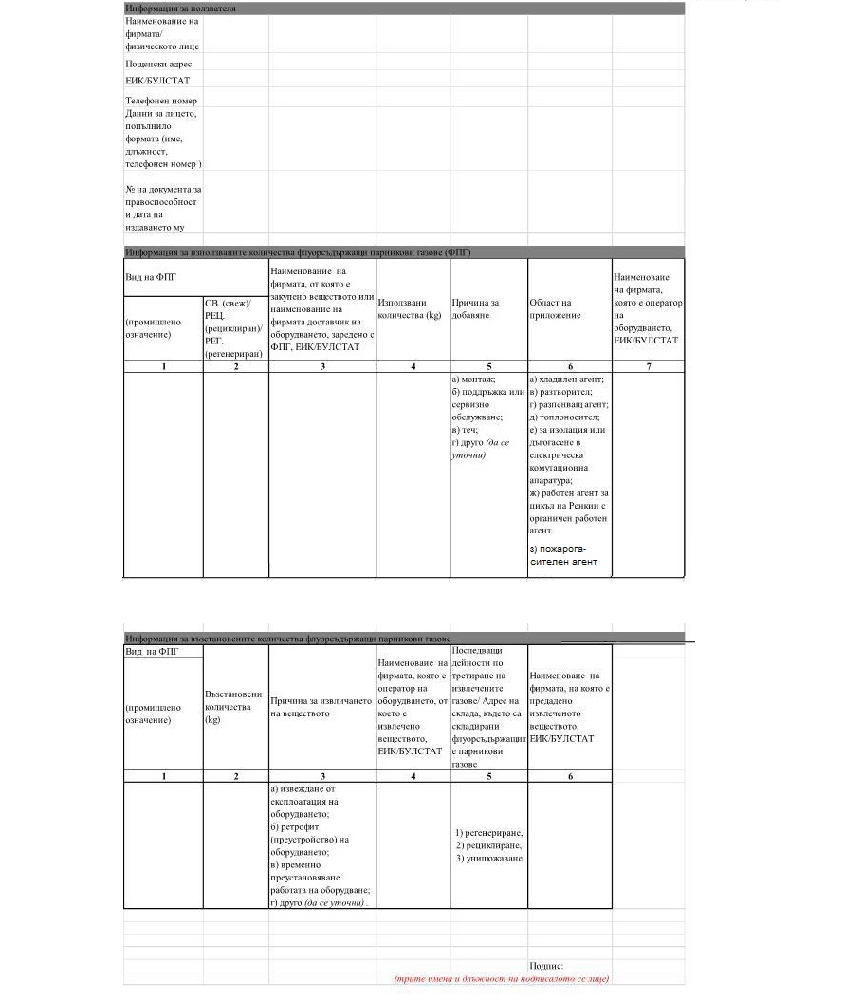 Информация за ползвателя
Наименование на
фирмата/
физическото лице
Пощенски адрес
ЕИК/БУЛСТАТ
Телефонен номер
Данни за лицето,
попълнило
формата (име,
длъжност,
телефонен номер )
№ на документа за
правоспособност
и дата на
издаването му
Информация за използваните количества флуорсъдържащи парникови газове (ФПГ)
Вид на ФПГ
(промишлено
означение)
СВ. (свеж)/
РЕЦ.
(рециклиран)/
РЕГ.
(регенериран)
Наименование на
фирмата, от която е
закупено веществото или
наименование на
фирмата доставчик на
оборудването, заредено с
ФПГ, ЕИК/БУЛСТАТ
Използвани
количества (kg)
Причина за
добавяне
Област на
приложение
Наименоваие
на фирмата,
която е оператор
на
оборудването,
ЕИК/БУЛСТАТ
1 2 3 4 5 6 7
а) монтаж;
б) поддръжка или
сервизно
обслужване;
в) теч;
г) друго (да се
уточни)
а) хладилен агент;
в) разтворител;
г) разпенващ агент;
д) топлоносител;
е) за изолация или
дъгогасене в
електрическа
комутационна
апаратура;
ж) работен агент за
цикъл на Ренкин с
органичен работен
агент
з) пожарога-
сителен агент
Информация за възстановените количества флуорсъдържащи парникови газове
Вид на ФПГ
(промишлено
означение)
Възстановени
количества
(kg)
Причина за извличането
на веществото
Наименоваие на
фирмата, която е
оператор на
оборудването, от
което е
извлечено
веществото,
ЕИК/БУЛСТАТ
Последващи
дейности по
третиране на
извлечените
газове/ Адрес на
склада, където са
складирани
флуорсъдържащит
е парникови
газове
Наименоваие на
фирмата, на която е
предадено
извлеченото
веществото,
ЕИК/БУЛСТАТ
1 2 3 4 5 6
а) извеждане от
експлоатация на
оборудването;
б) ретрофит
(преустройство) на
оборудването;
в) временно
преустановяване
работата на оборудване;
г) друго (да се уточни) .
1) регенериране,
2) рециклиране,
3) унищожаване
Подпис:
(трите имена и длъжност на подписалото се лице)